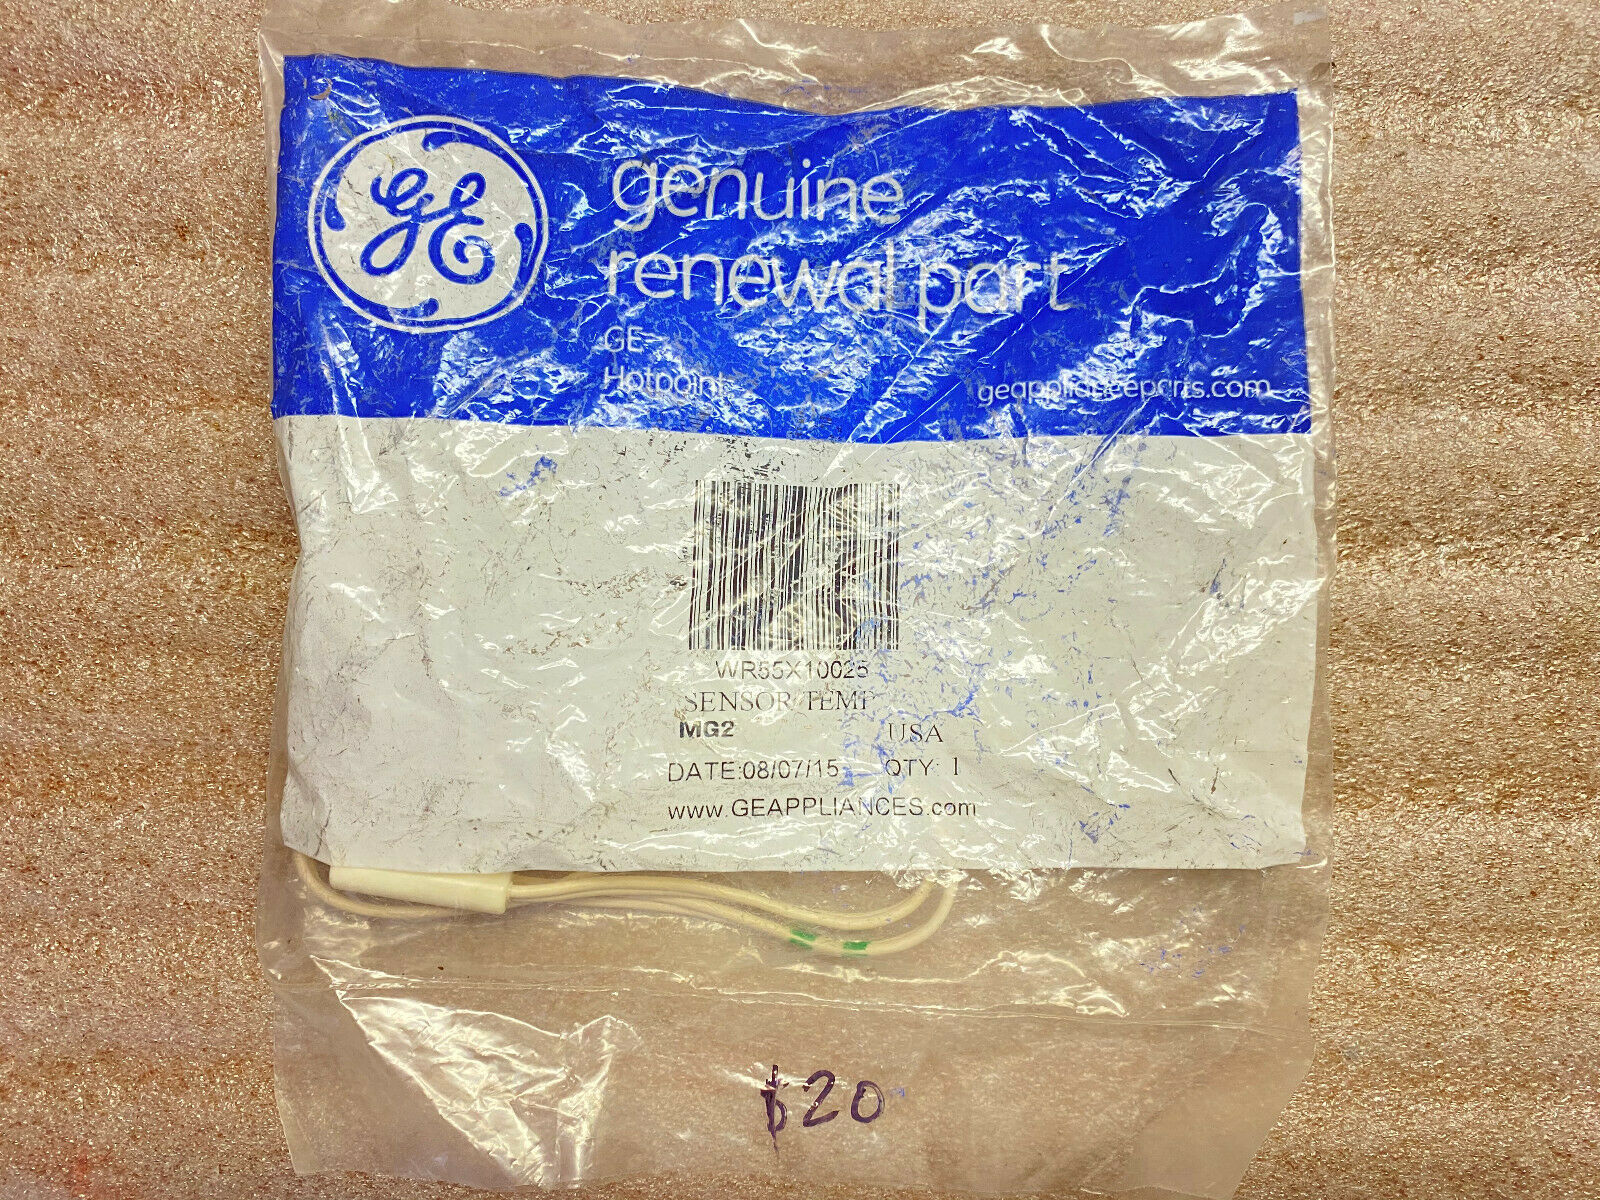 GE
genuine
renewal part
GE
Hotpoint
geapplianceparts.com
WR55X10025
SENSOR/TEMP
MG2 USA
DATE:08/07/15 QTY: 1
www.GEAPPLIANCES.com
$20